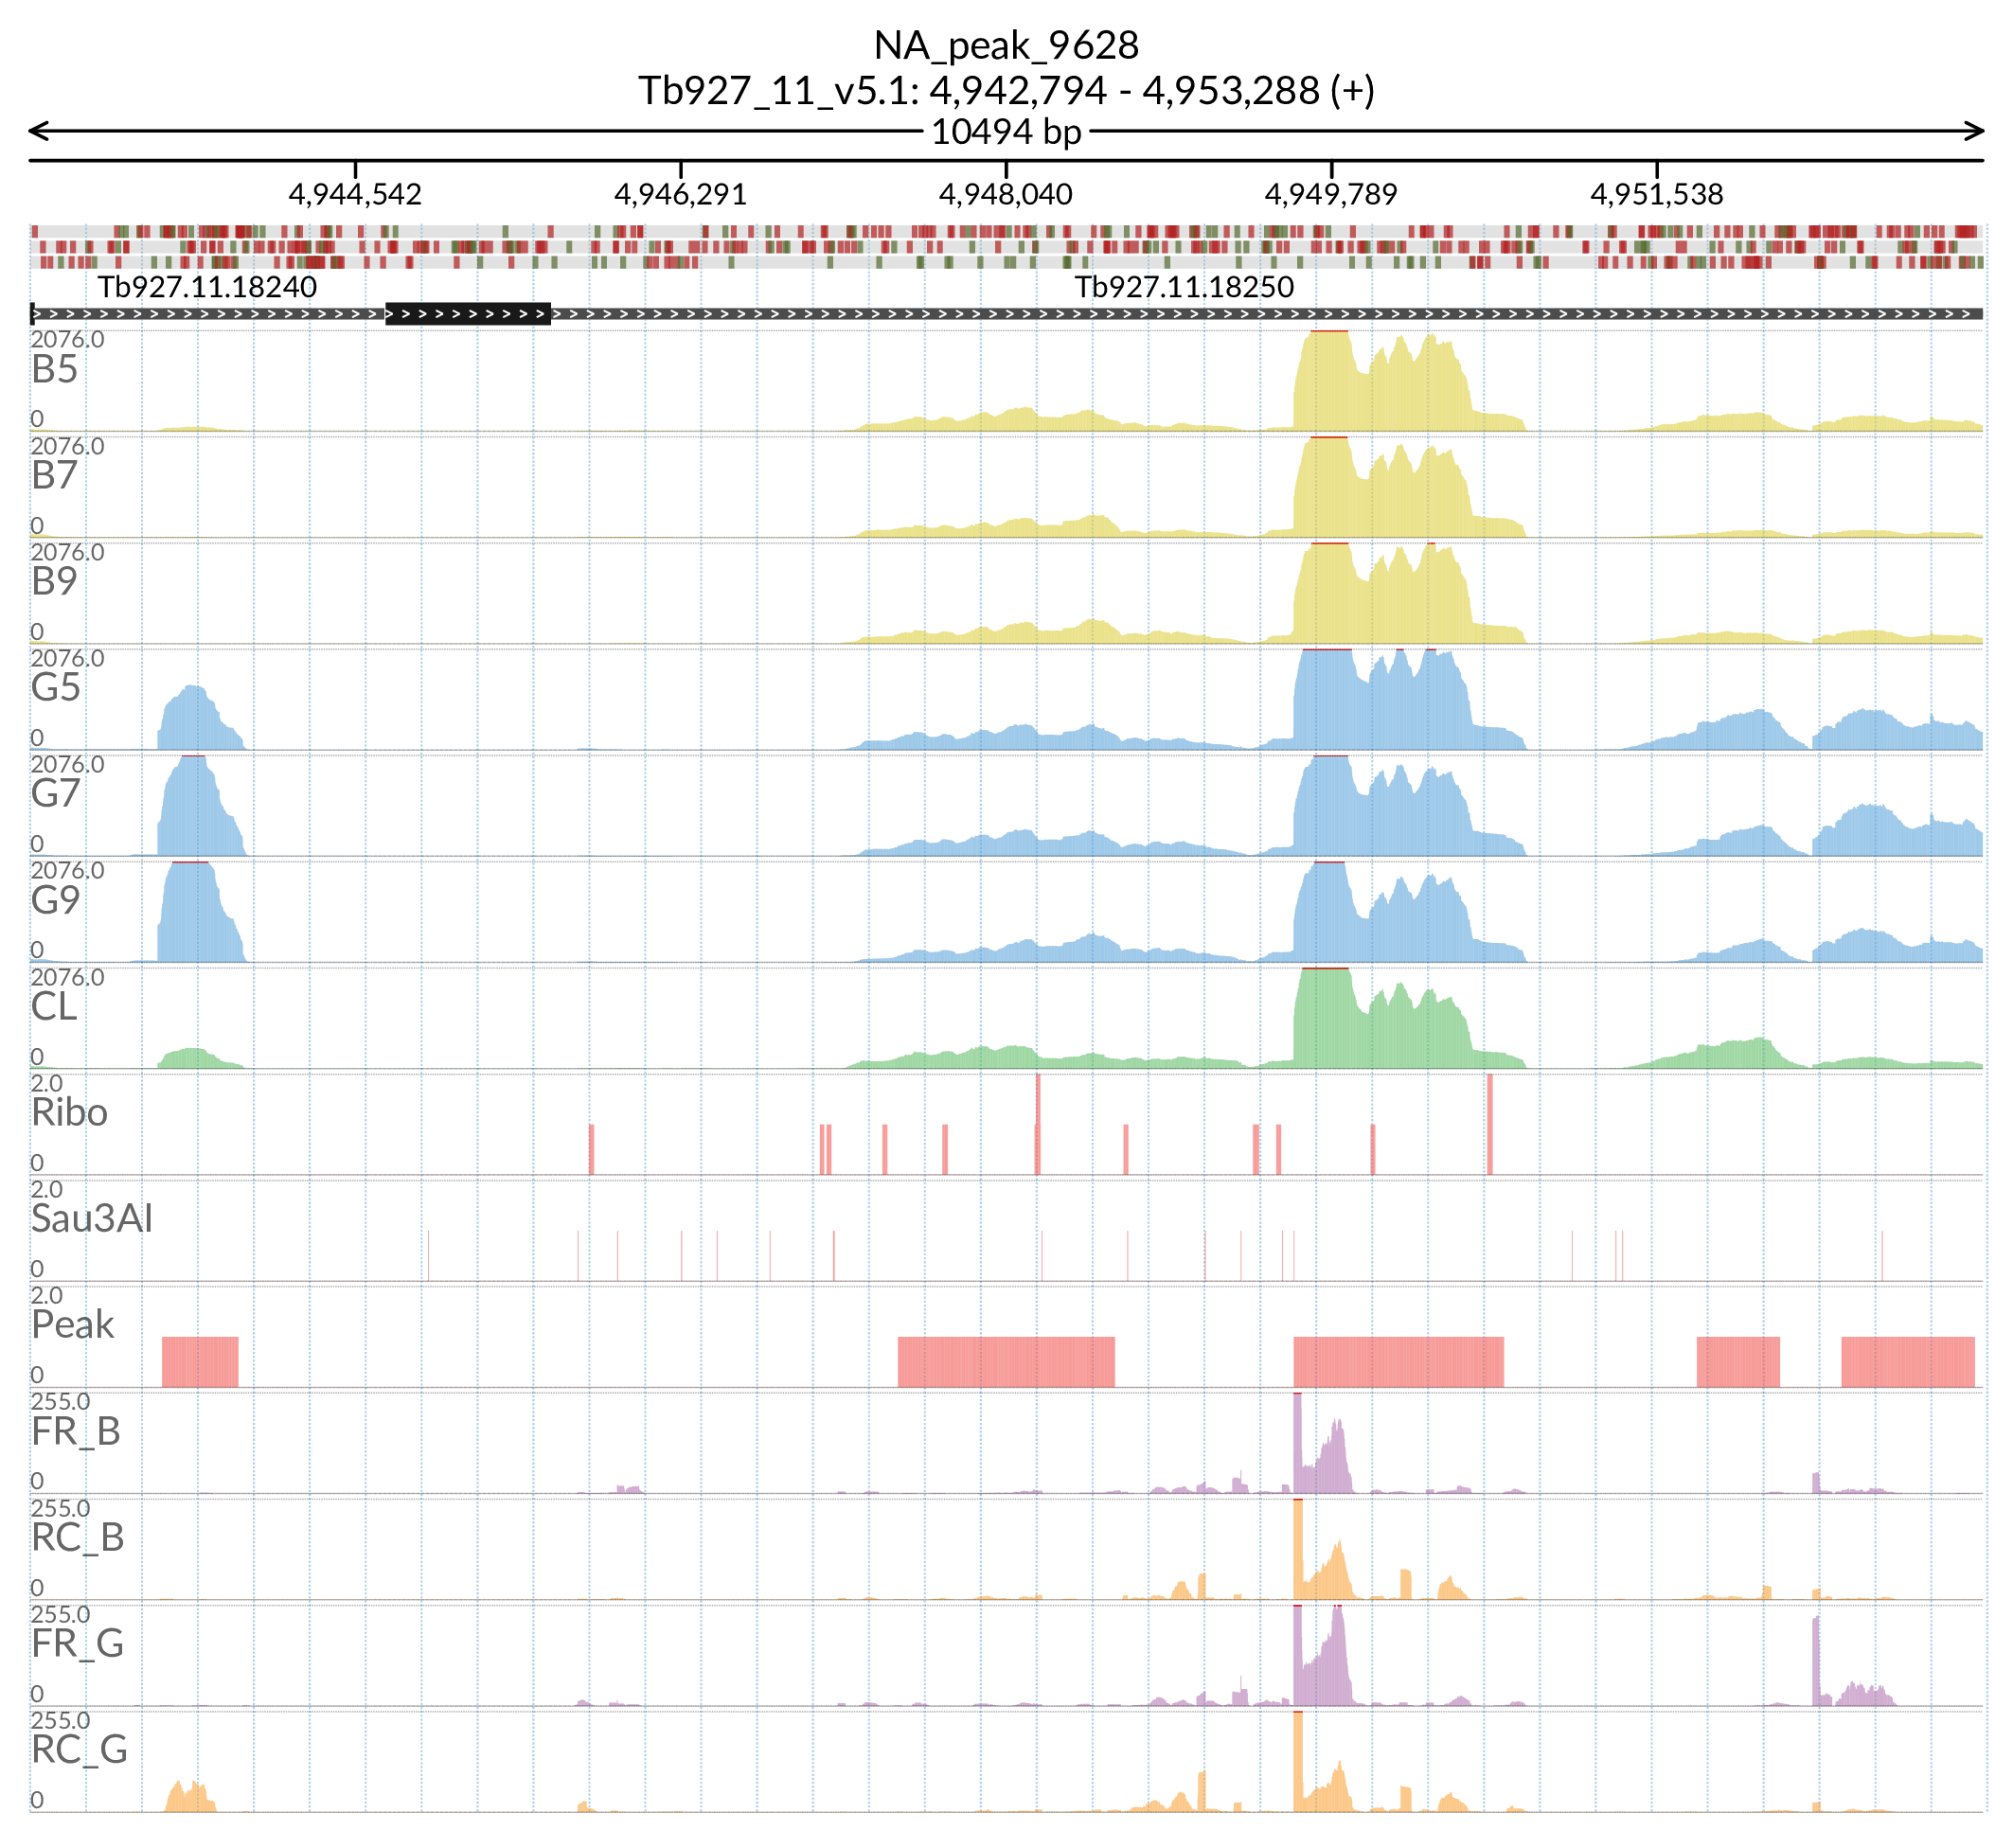 NA_peak_9628
Tb927_11_v5.1: 4,942,794 - 4,953,288 (+)
10494 bp
4,944,542 4,946,291 4,948,040 4,949,789 4,951,538
Tb927.11.18240 Tb927.11.18250
2076.0
B5
0
2076.0
B7
0
2076.0
B9
0
2076.0
G5
0
2076.0
G7
0
2076.0
G9
0
2076.0
CL
0
2.0
Ribo
0
2.0
Sau3AI
0
2.0
Peak
0
255.0
FR_B
0
255.0
RC_B
0
255.0
FR_G
0
255.0
RC_G
0